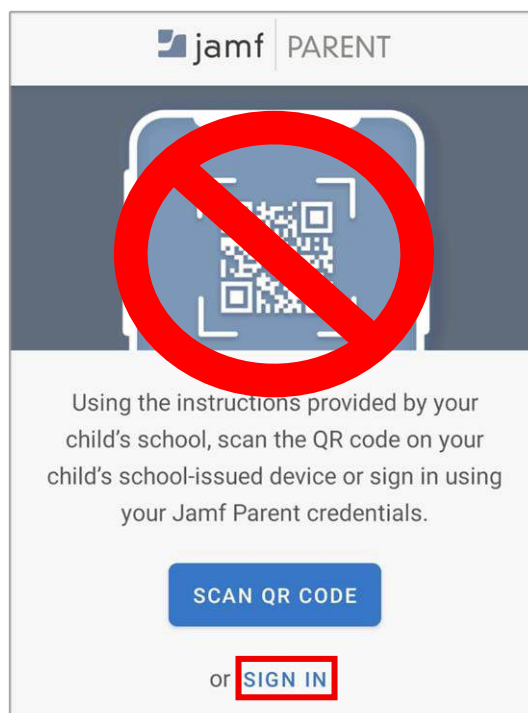 jamf PARENT
Using the instructions provided by your
child's school, scan the QR code on your
child's school-issued device or sign in using
your Jamf Parent credentials.
SCAN QR CODE
or SIGN IN